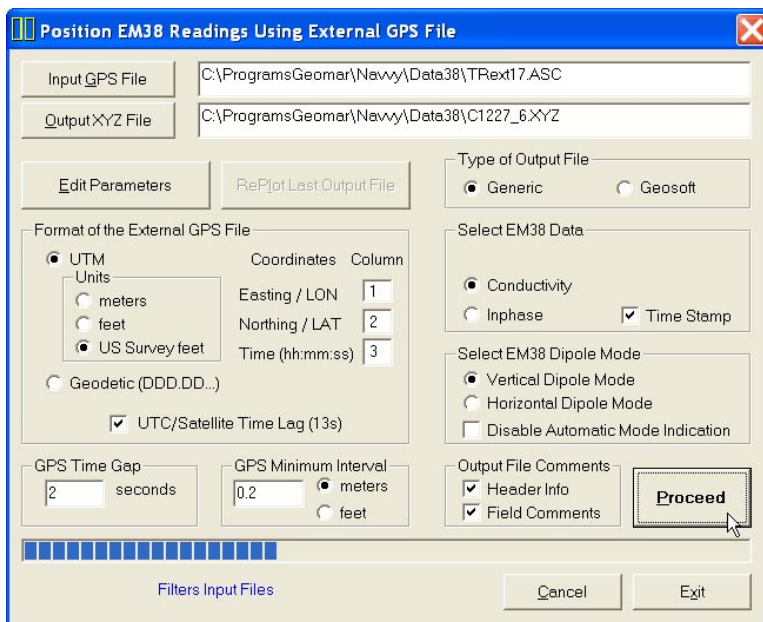 Position EM38 Readings Using External GPS File
Input GPS File
C:\ProgramsGeomar\Navvy\Data38\TRext17.ASC
Output XYZ File
C:\ProgramsGeomar\Navvy\Data38\C1227_6.XYZ
Edit Parameters
RePlot Last Output File
Type of Output File
Generic
Geosoft
Format of the External GPS File
UTM
Units
meters
feet
US Survey feet
Coordinates Column
Easting / LON 1
Northing / LAT 2
Time (hh:mm:ss) 3
Geodetic (DDD.DD...)
UTC/Satellite Time Lag (13s)
Select EM38 Data
Conductivity
Inphase
Time Stamp
Select EM38 Dipole Mode
Vertical Dipole Mode
Horizontal Dipole Mode
Disable Automatic Mode Indication
GPS Time Gap
2 seconds
GPS Minimum Interval
0.2
meters
feet
Output File Comments
Header Info
Field Comments
Proceed
Filters Input Files
Cancel
Exit